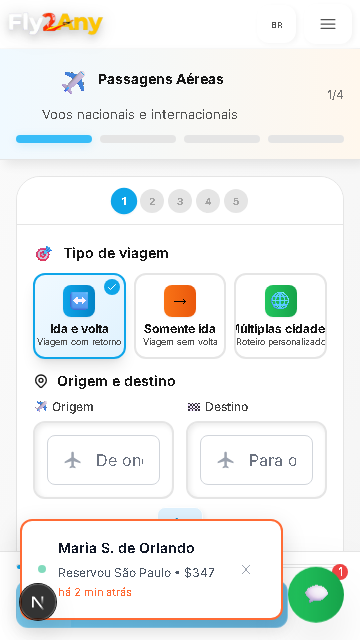 Fly2Any
BR
Passagens Aéreas
Voos nacionais e internacionais
1/4
1 2 3 4 5
Tipo de viagem
Ida e volta
Viagem com retorno
Somente ida
Viagem sem volta
últiplas cidade
Roteiro personalizado
Origem e destino
Origem
Destino
De on
Para o
Maria S. de Orlando
Reservou São Paulo • $347
há 2 min atrás
N
1